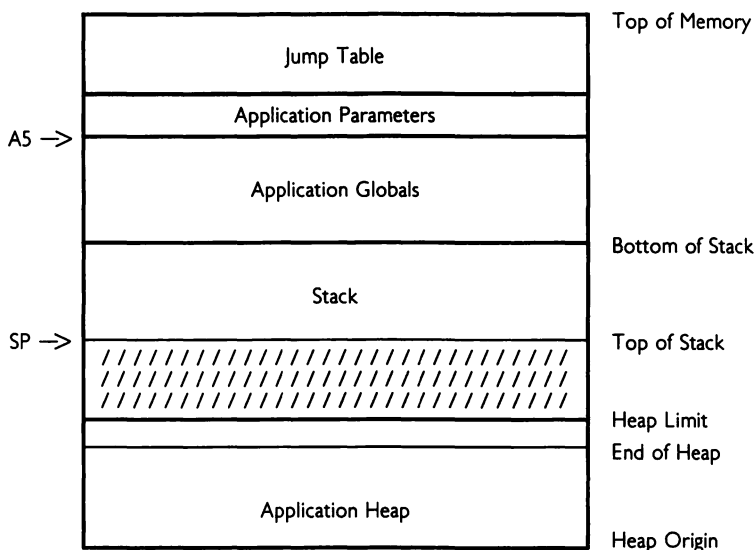 Top of Memory
Jump Table
Application Parameters
A5 →
Application Globals
Bottom of Stack
Stack
SP →
Top of Stack
Heap Limit
End of Heap
Application Heap
Heap Origin